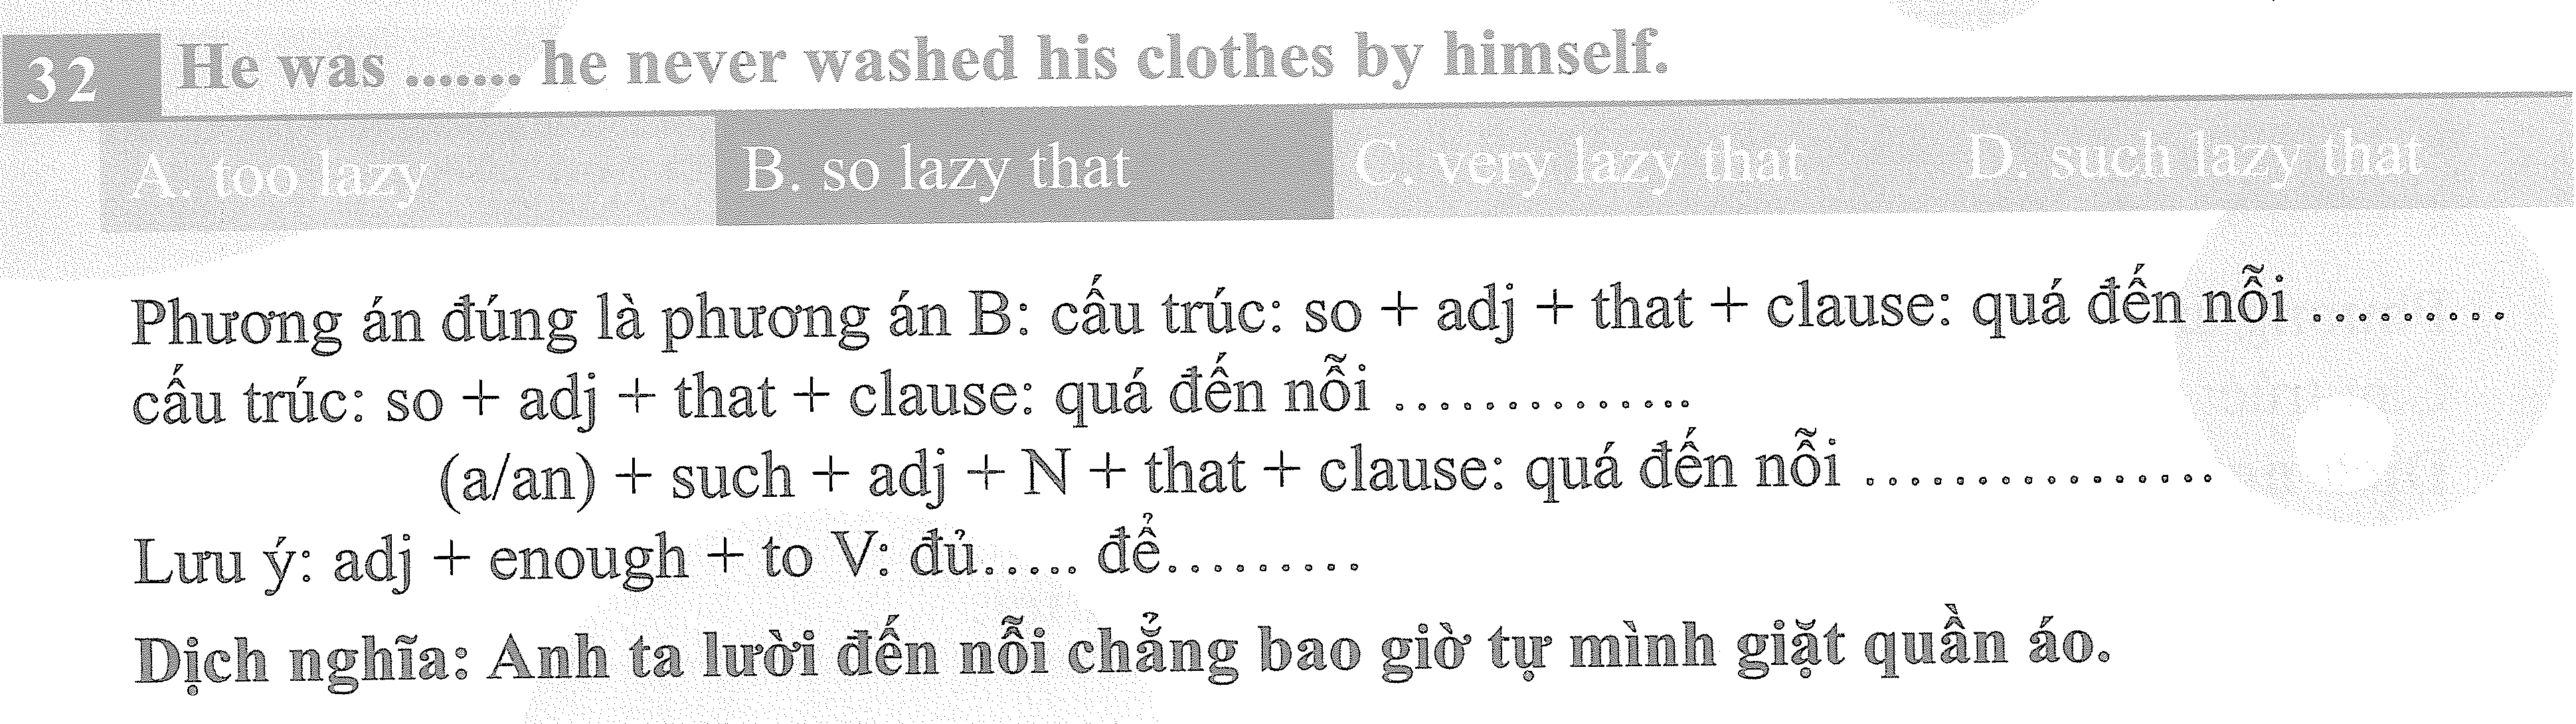 32 He was ....... he never washed his clothes by himself.
A. too lazy B. so lazy that C. very lazy that D. such lazy that
Phương án đúng là phương án B: cấu trúc: so + adj + that + clause: quá đến nỗi .........
cấu trúc: so + adj + that + clause: quá đến nỗi .............
(a/an) + such + adj + N + that + clause: quá đến nỗi ................
Lưu ý: adj + enough + to V: đủ..... để.........
Dịch nghĩa: Anh ta lười đến nỗi chẳng bao giờ tự mình giặt quần áo.